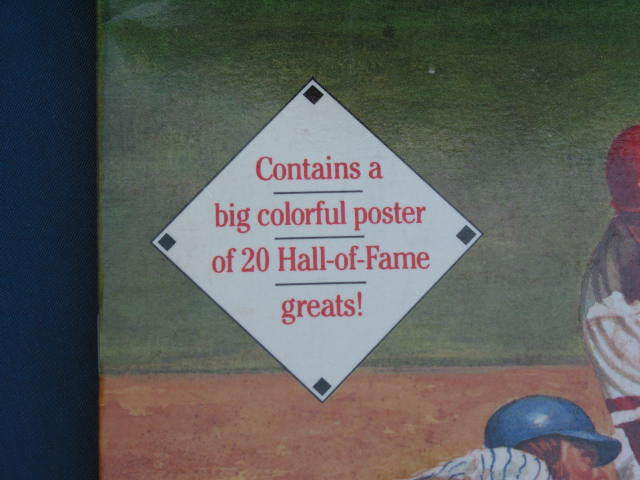 Contains a
big colorful poster
of 20 Hall-of-Fame
greats!